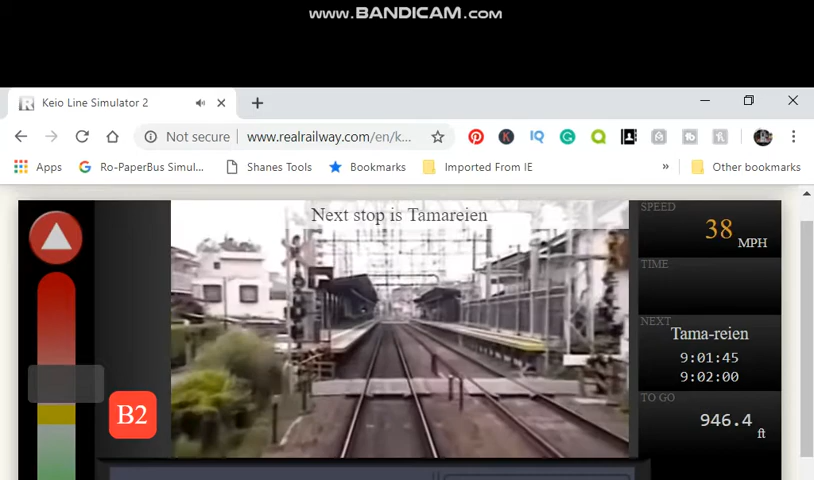 www.BANDICAM.com
Keio Line Simulator 2
Not secure
www.realrailway.com/en/k...
Apps
Ro-PaperBus Simul...
Shanes Tools
Bookmarks
Imported From IE
»
Other bookmarks
Next stop is Tamareien
SPEED
38
MPH
TIME
NEXT
Tama-reien
9:01:45
9:02:00
TO GO
946.4
ft
B2